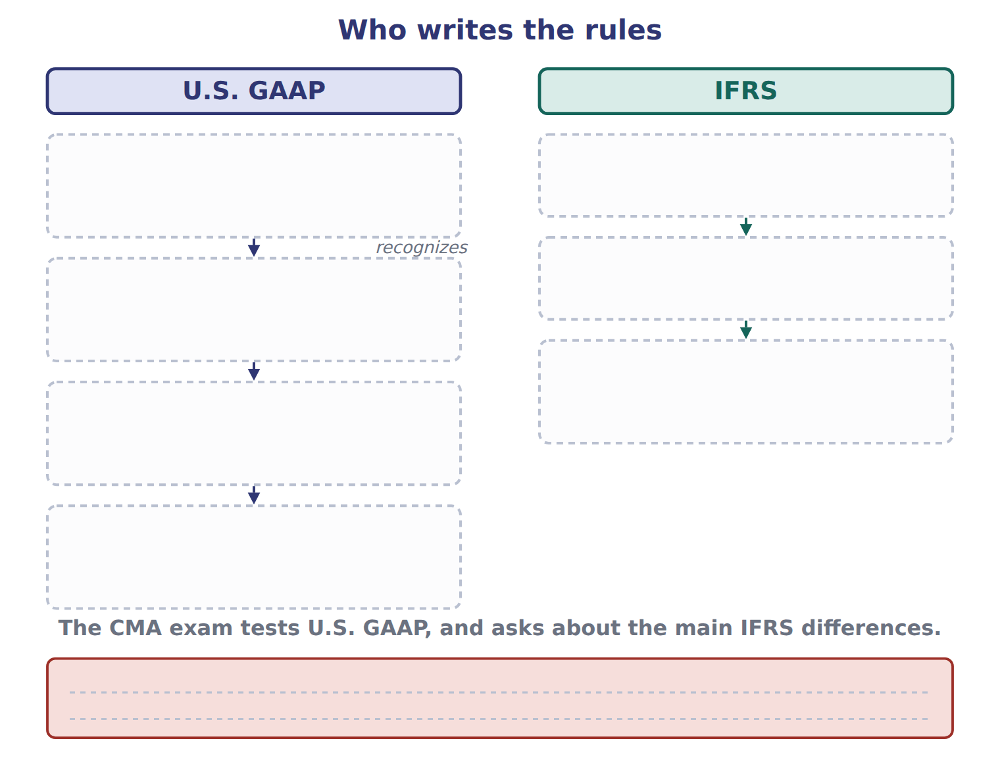 Who writes the rules
U.S. GAAP
IFRS
recognizes
The CMA exam tests U.S. GAAP, and asks about the main IFRS differences.